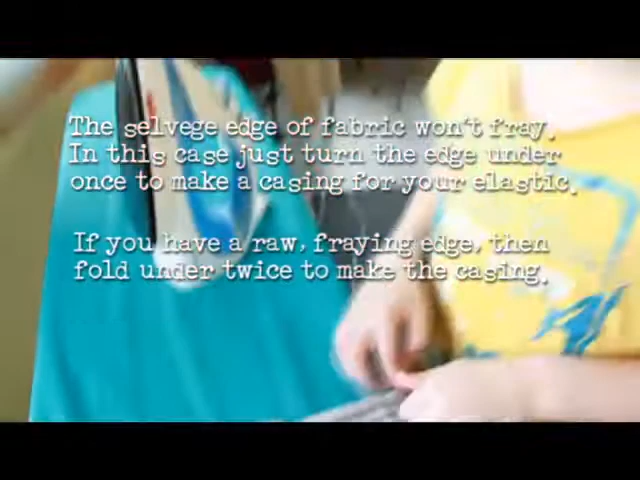 The selvege edge of fabric won't fray.
In this case just turn the edge under
once to make a casing for your elastic.
If you have a raw, fraying edge, then
fold under twice to make the casing.